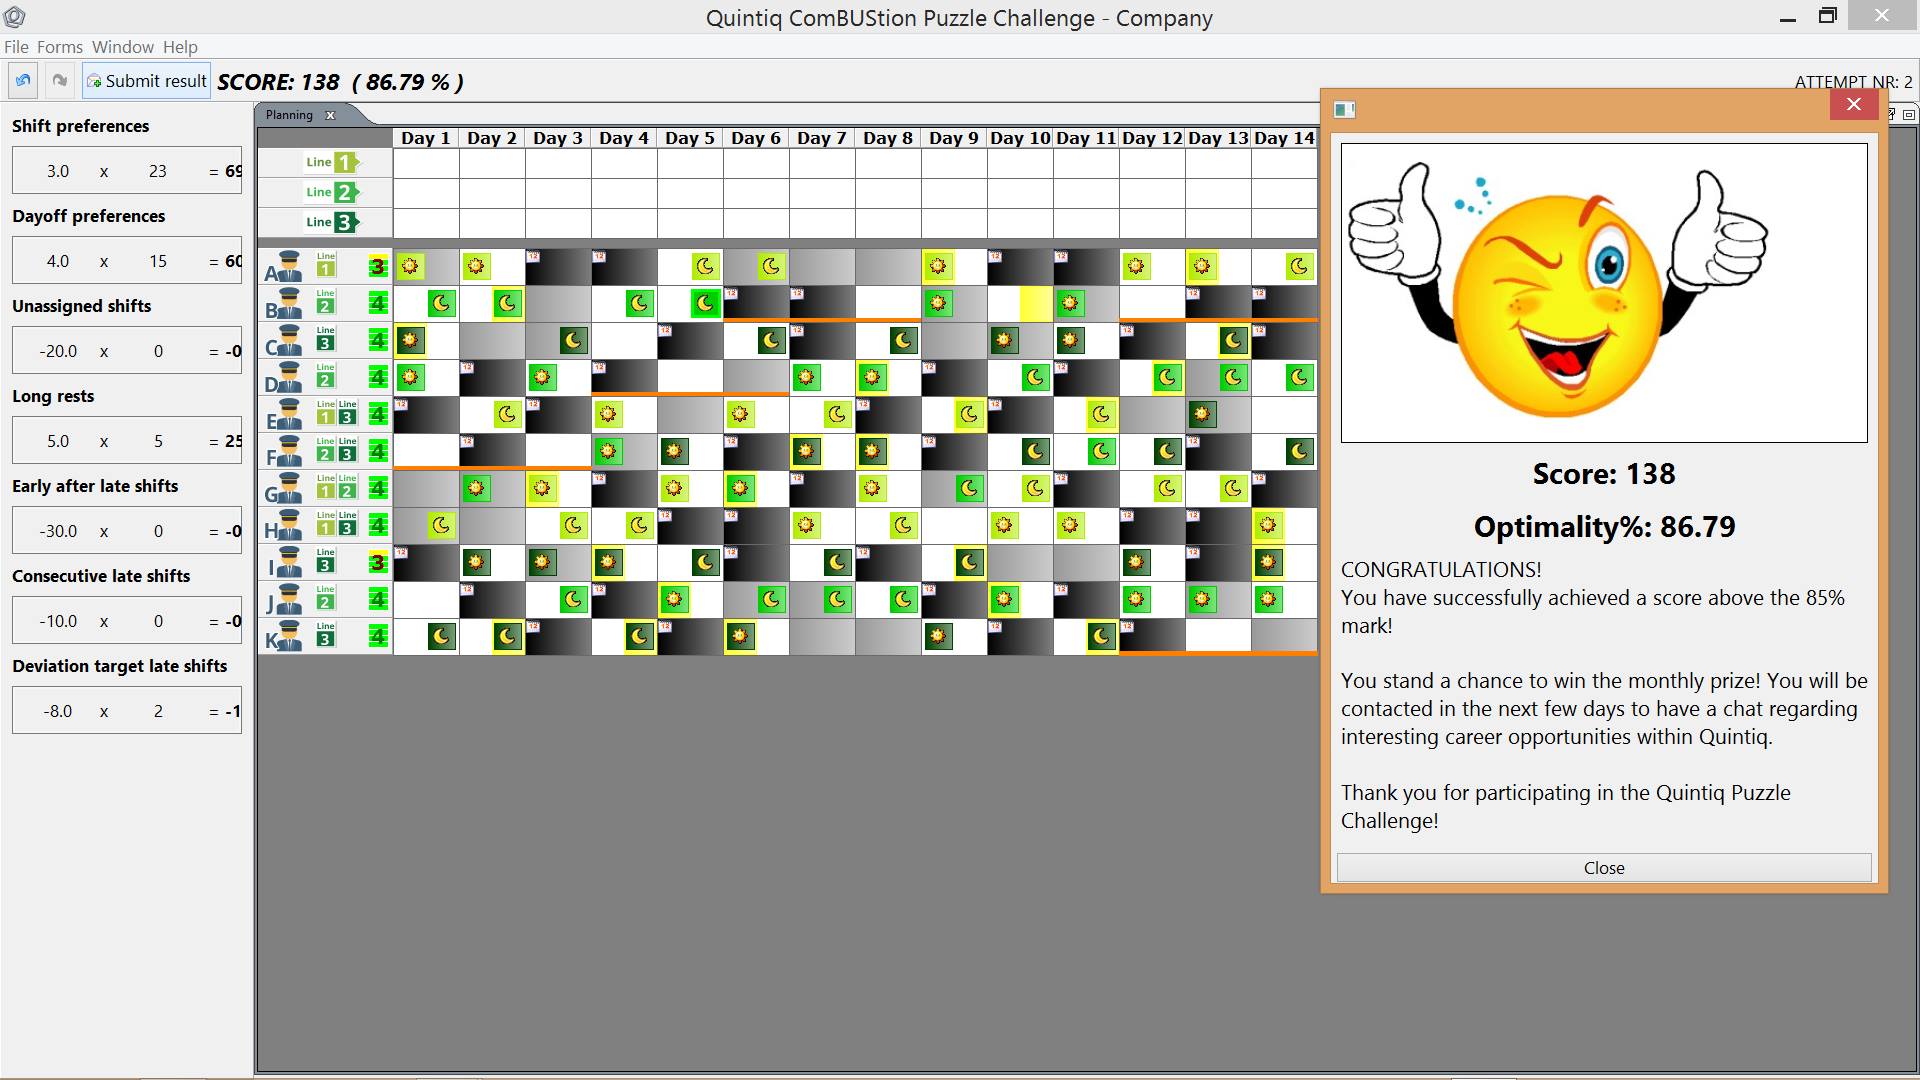 Quintiq ComBUStion Puzzle Challenge - Company
File Forms Window Help
Submit result SCORE: 138 ( 86.79 % )
ATTEMPT NR: 2
Shift preferences
3.0 x 23 = 69
Dayoff preferences
4.0 x 15 = 60
Unassigned shifts
-20.0 x 0 = -0
Long rests
5.0 x 5 = 25
Early after late shifts
-30.0 x 0 = -0
Consecutive late shifts
-10.0 x 0 = -0
Deviation target late shifts
-8.0 x 2 = -1
Planning x
Day 1 Day 2 Day 3 Day 4 Day 5 Day 6 Day 7 Day 8 Day 9 Day 10 Day 11 Day 12 Day 13 Day 14
Line 1
Line 2
Line 3
A Line 1 3
B Line 2 4
C Line 3 4
D Line 2 4
E Line 1 Line 3 4
F Line 2 Line 3 4
G Line 1 Line 2 4
H Line 1 Line 3 4
I Line 3 3
J Line 2 4
K Line 3 4
Score: 138
Optimality%: 86.79
CONGRATULATIONS!
You have successfully achieved a score above the 85%
mark!
You stand a chance to win the monthly prize! You will be
contacted in the next few days to have a chat regarding
interesting career opportunities within Quintiq.
Thank you for participating in the Quintiq Puzzle
Challenge!
Close